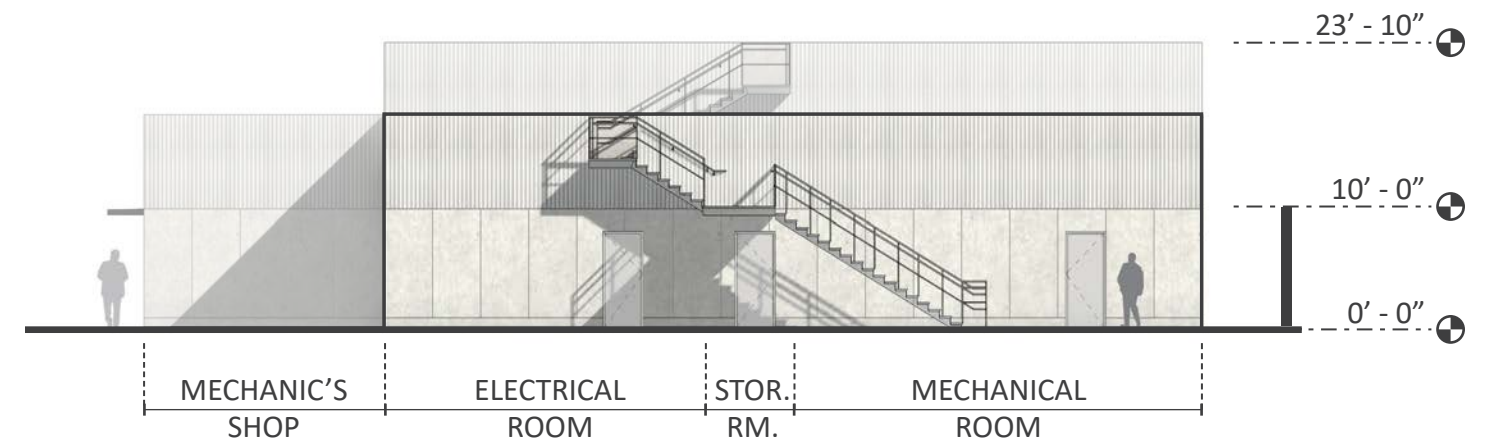 23’ - 10”
10’ - 0”
0’ - 0”
MECHANIC’S
SHOP
ELECTRICAL
ROOM
STOR.
RM.
MECHANICAL
ROOM